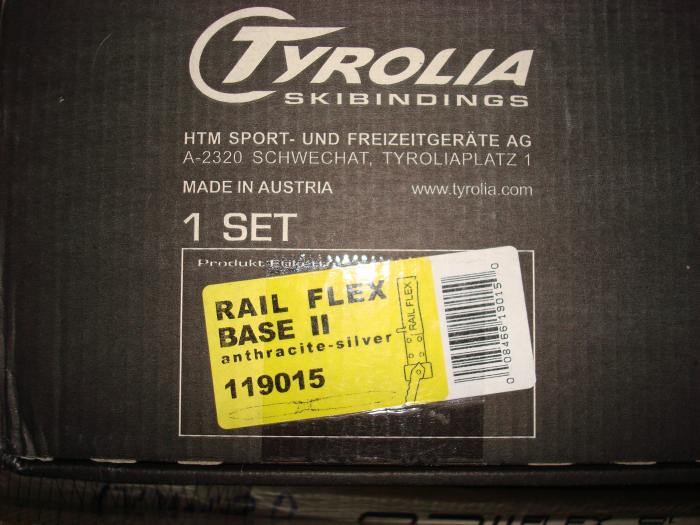 TYROLIA
SKIBINDINGS
HTM SPORT- UND FREIZEITGERÄTE AG
A-2320 SCHWECHAT, TYROLIAPLATZ 1
MADE IN AUSTRIA www.tyrolia.com
1 SET
Produkt
RAIL FLEX
BASE II
anthracite-silver
119015
RAIL FLEX
0 08466 19015 0